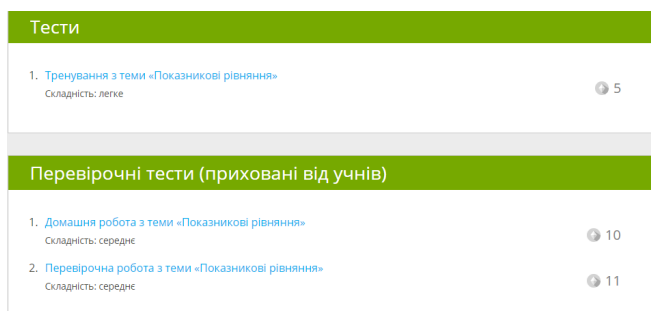 Тести
1. Тренування з теми «Показникові рівняння»
Складність: легке
5
Перевірочні тести (приховані від учнів)
1. Домашня робота з теми «Показникові рівняння»
Складність: середнє
10
2. Перевірочна робота з теми «Показникові рівняння»
Складність: середнє
11